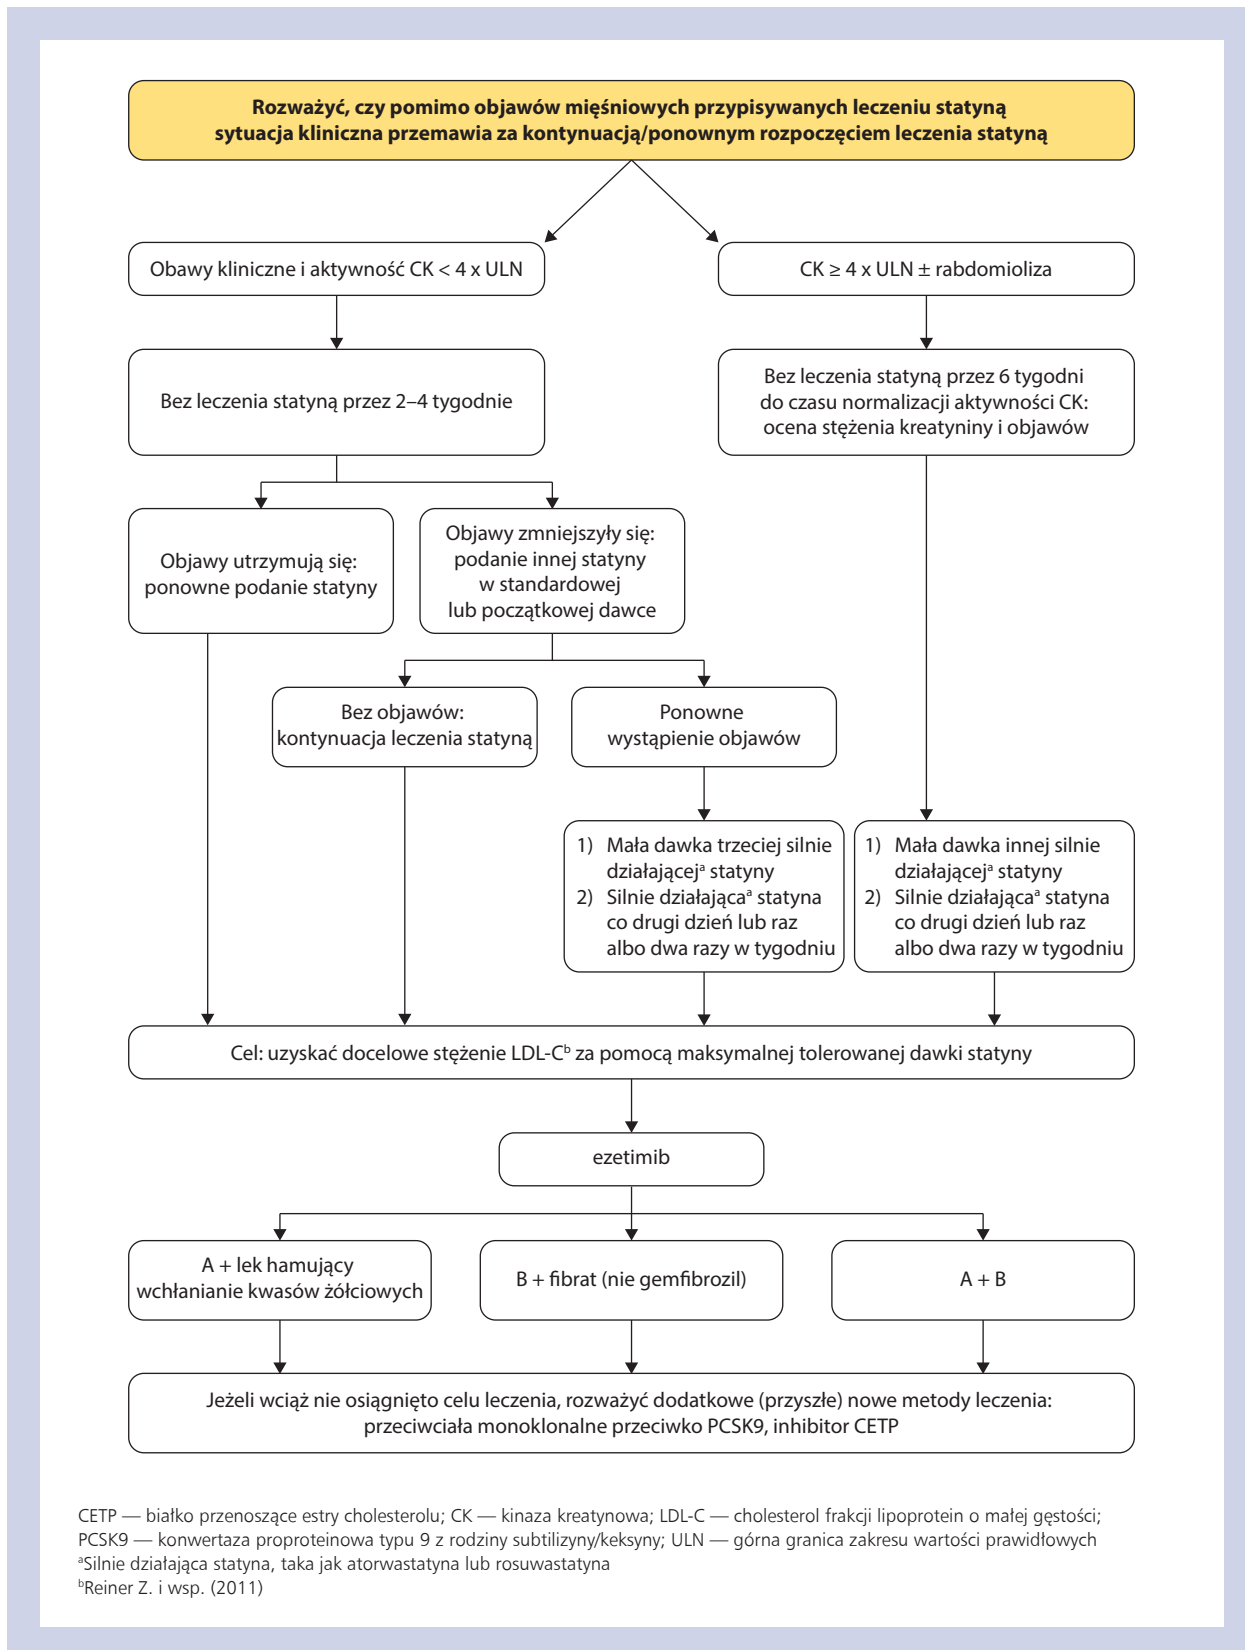 Rozważyć, czy pomimo objawów mięśniowych przypisywanych leczeniu statyną
sytuacja kliniczna przemawia za kontynuacją/ponownym rozpoczęciem leczenia statyną
Obawy kliniczne i aktywność CK < 4 x ULN
CK ≥ 4 x ULN ± rabdomioliza
Bez leczenia statyną przez 2–4 tygodnie
Bez leczenia statyną przez 6 tygodni
do czasu normalizacji aktywności CK:
ocena stężenia kreatyniny i objawów
Objawy utrzymują się:
ponowne podanie statyny
Objawy zmniejszyły się:
podanie innej statyny
w standardowej
lub początkowej dawce
Bez objawów:
kontynuacja leczenia statyną
Ponowne
wystąpienie objawów
1) Mała dawka trzeciej silnie
działającejᵃ statyny
2) Silnie działającaᵃ statyna
co drugi dzień lub raz
albo dwa razy w tygodniu
1) Mała dawka innej silnie
działającejᵃ statyny
2) Silnie działającaᵃ statyna
co drugi dzień lub raz
albo dwa razy w tygodniu
Cel: uzyskać docelowe stężenie LDL-Cᵇ za pomocą maksymalnej tolerowanej dawki statyny
ezetimib
A + lek hamujący
wchłanianie kwasów żółciowych
B + fibrat (nie gemfibrozil)
A + B
Jeżeli wciąż nie osiągnięto celu leczenia, rozważyć dodatkowe (przyszłe) nowe metody leczenia:
przeciwciała monoklonalne przeciwko PCSK9, inhibitor CETP
CETP — białko przenoszące estry cholesterolu; CK — kinaza kreatynowa; LDL-C — cholesterol frakcji lipoprotein o małej gęstości;
PCSK9 — konwertaza proproteinowa typu 9 z rodziny subtilizyny/keksyny; ULN — górna granica zakresu wartości prawidłowych
ᵃSilnie działająca statyna, taka jak atorwastatyna lub rosuwastatyna
ᵇReiner Z. i wsp. (2011)